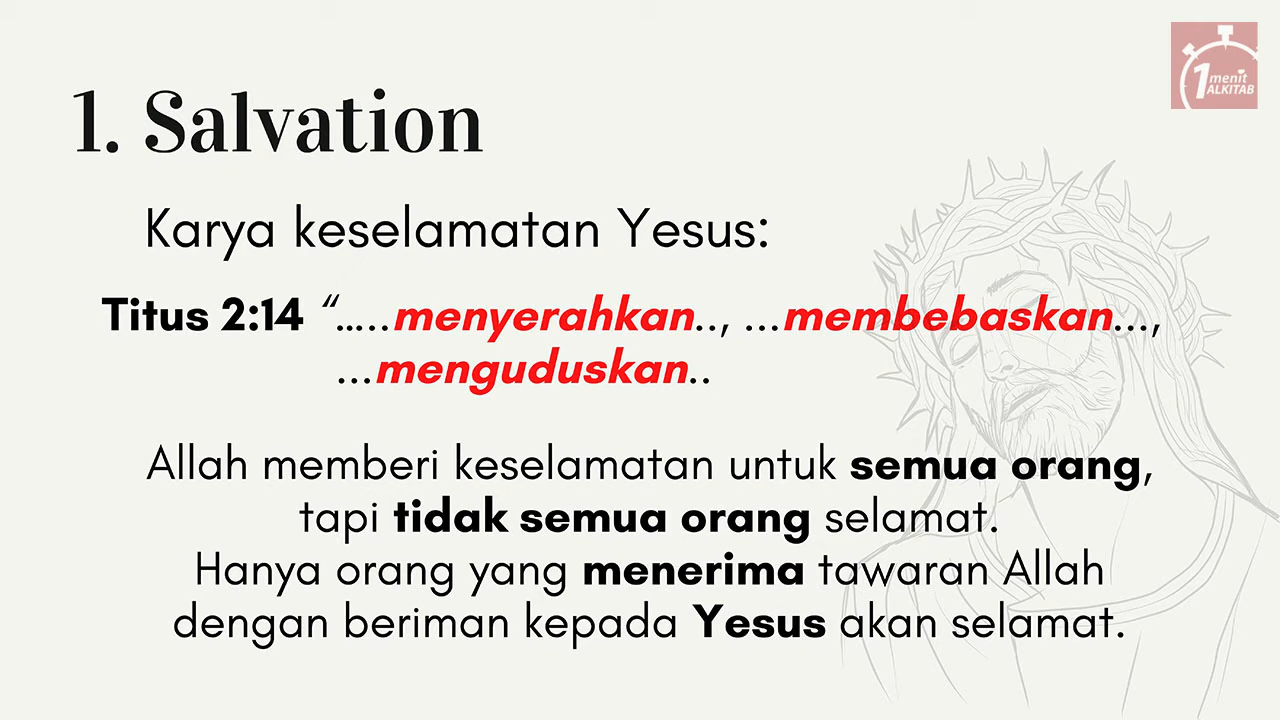 1 menit
ALKITAB
1. Salvation
Karya keselamatan Yesus:
Titus 2:14 “.....menyerahkan.., ...membebaskan...,
...menguduskan..
Allah memberi keselamatan untuk semua orang,
tapi tidak semua orang selamat.
Hanya orang yang menerima tawaran Allah
dengan beriman kepada Yesus akan selamat.